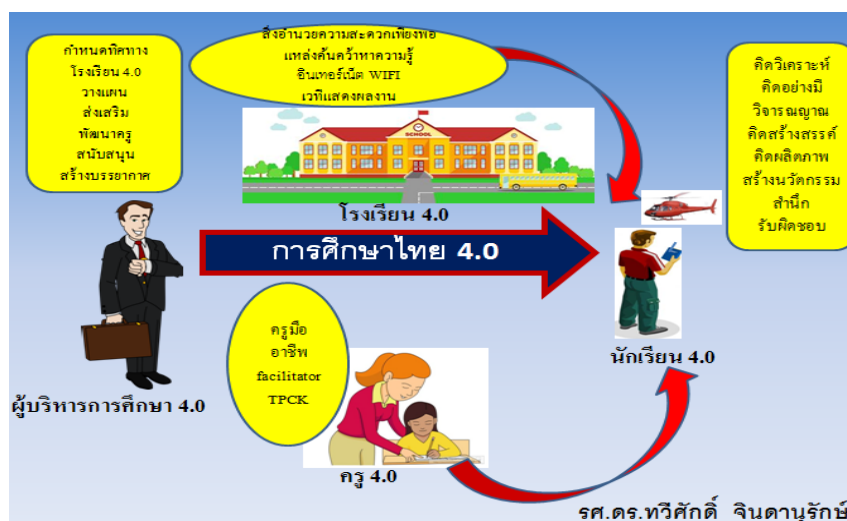 กำหนดทิศทาง
โรงเรียน 4.0
วางแผน
ส่งเสริม
พัฒนาครู
สนับสนุน
สร้างบรรยากาศ
สิ่งอำนวยความสะดวกเพียงพอ
แหล่งค้นคว้าหาความรู้
อินเทอร์เน็ต WIFI
เวทีแสดงผลงาน
คิดวิเคราะห์
คิดอย่างมี
วิจารณญาณ
คิดสร้างสรรค์
คิดผลิตภาพ
สร้างนวัตกรรม
สำนึก
รับผิดชอบ
SCHOOL
โรงเรียน 4.0
การศึกษาไทย 4.0
ผู้บริหารการศึกษา 4.0
ครูมือ
อาชีพ
facilitator
TPCK
ครู 4.0
นักเรียน 4.0
รศ.ดร.ทวีศักดิ์ จินดานุรักษ์